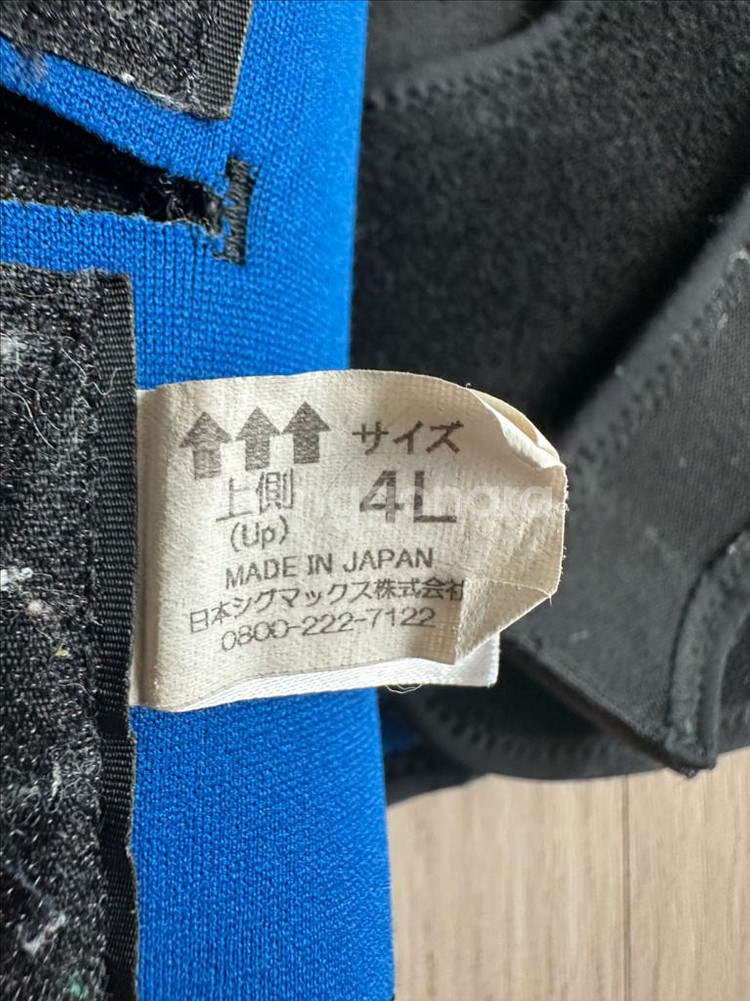 サイズ
上側
4L
(Up)
MADE IN JAPAN
日本シグマックス株式会社
0800-222-7122